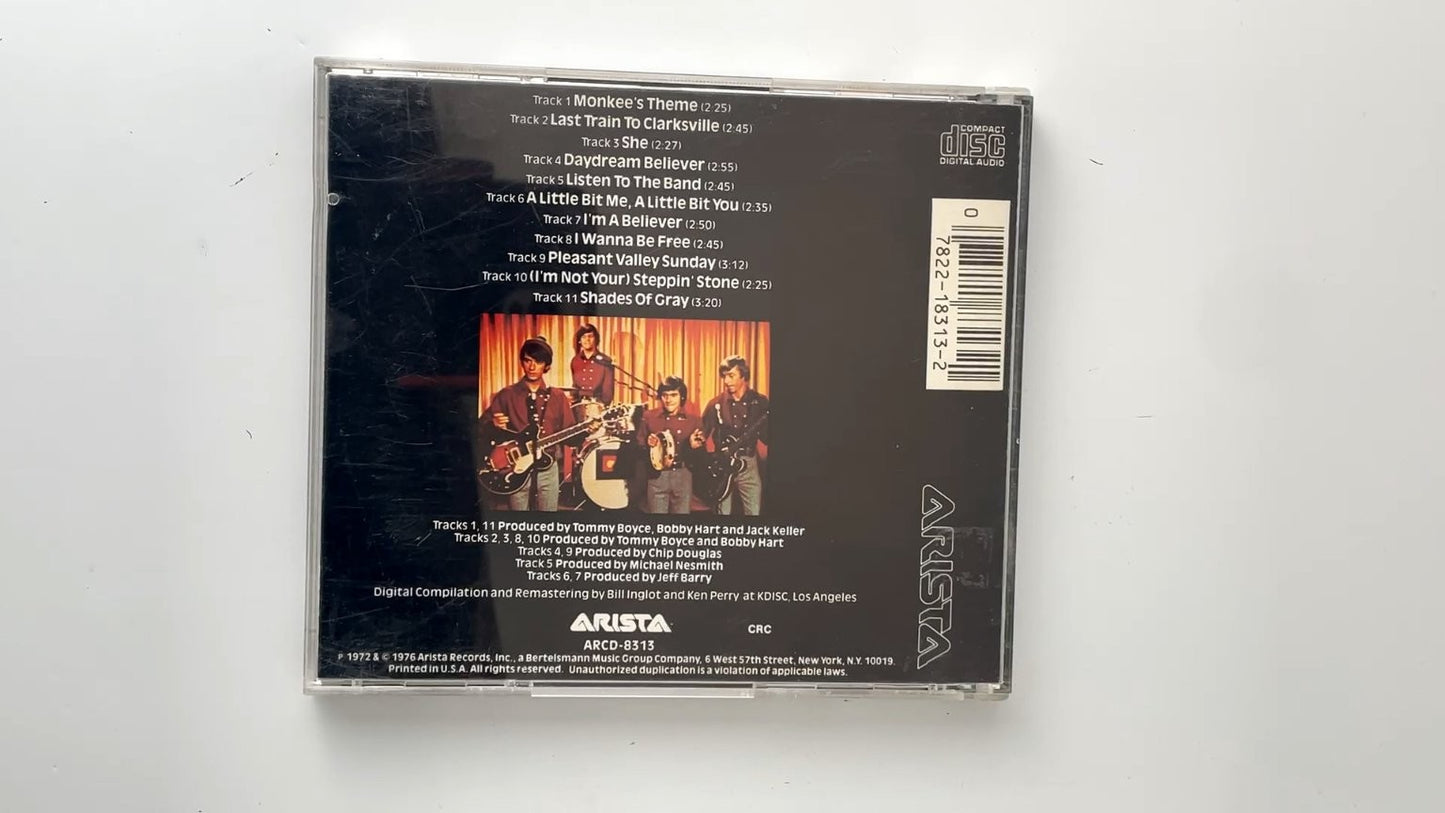 Track 1 Monkee's Theme (2:25)
Track 2 Last Train To Clarksville (2:45)
Track 3 She (2:27)
Track 4 Daydream Believer (2:55)
Track 5 Listen To The Band (2:45)
Track 6 A Little Bit Me, A Little Bit You (2:35)
Track 7 I'm A Believer (2:50)
Track 8 I Wanna Be Free (2:45)
Track 9 Pleasant Valley Sunday (3:12)
Track 10 (I'm Not Your) Steppin' Stone (2:25)
Track 11 Shades Of Gray (3:20)
Tracks 1, 11 Produced by Tommy Boyce, Bobby Hart and Jack Keller
Tracks 2, 3, 8, 10 Produced by Tommy Boyce and Bobby Hart
Tracks 4, 9 Produced by Chip Douglas
Track 5 Produced by Michael Nesmith
Tracks 6, 7 Produced by Jeff Barry
Digital Compilation and Remastering by Bill Inglot and Ken Perry at KDISC, Los Angeles
ARISTA
CRC
ARCD-8313
℗ 1972 & © 1976 Arista Records, Inc., a Bertelsmann Music Group Company, 6 West 57th Street, New York, N.Y. 10019.
Printed in U.S.A. All rights reserved. Unauthorized duplication is a violation of applicable laws.
COMPACT
disc
DIGITAL AUDIO
0
7822-18313-2
ARISTA